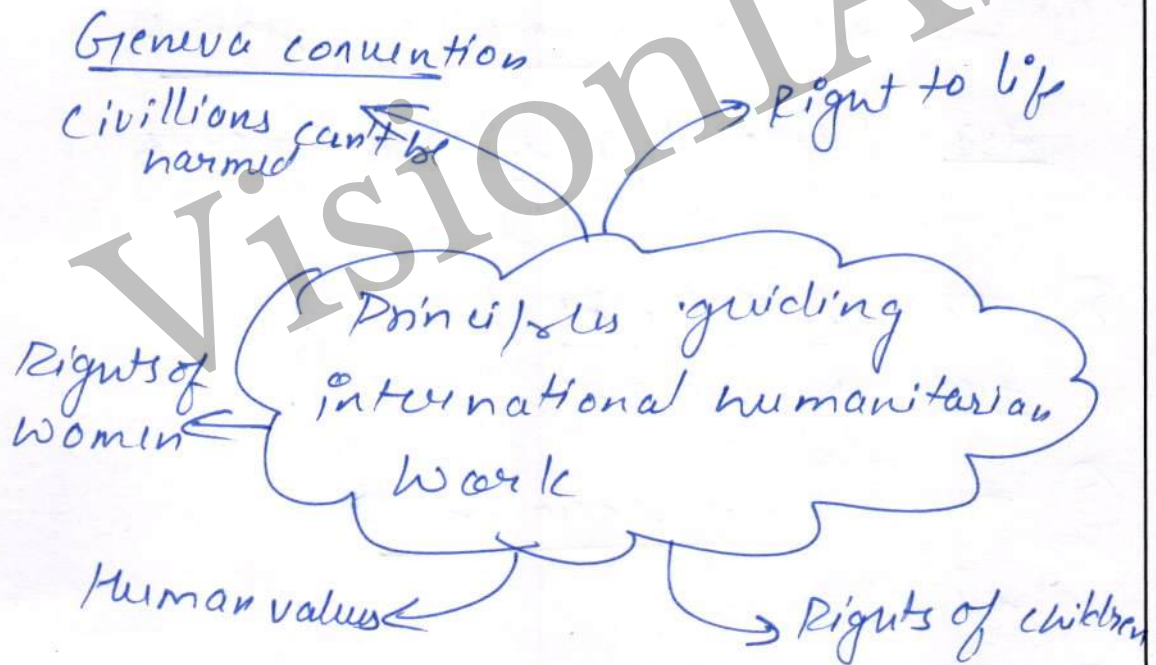 Geneva convention
Civillions can't be
harmed
Right to life
Principles guiding
international humanitarian
work
Rights of
women
Human values
Rights of children
VisionIAS